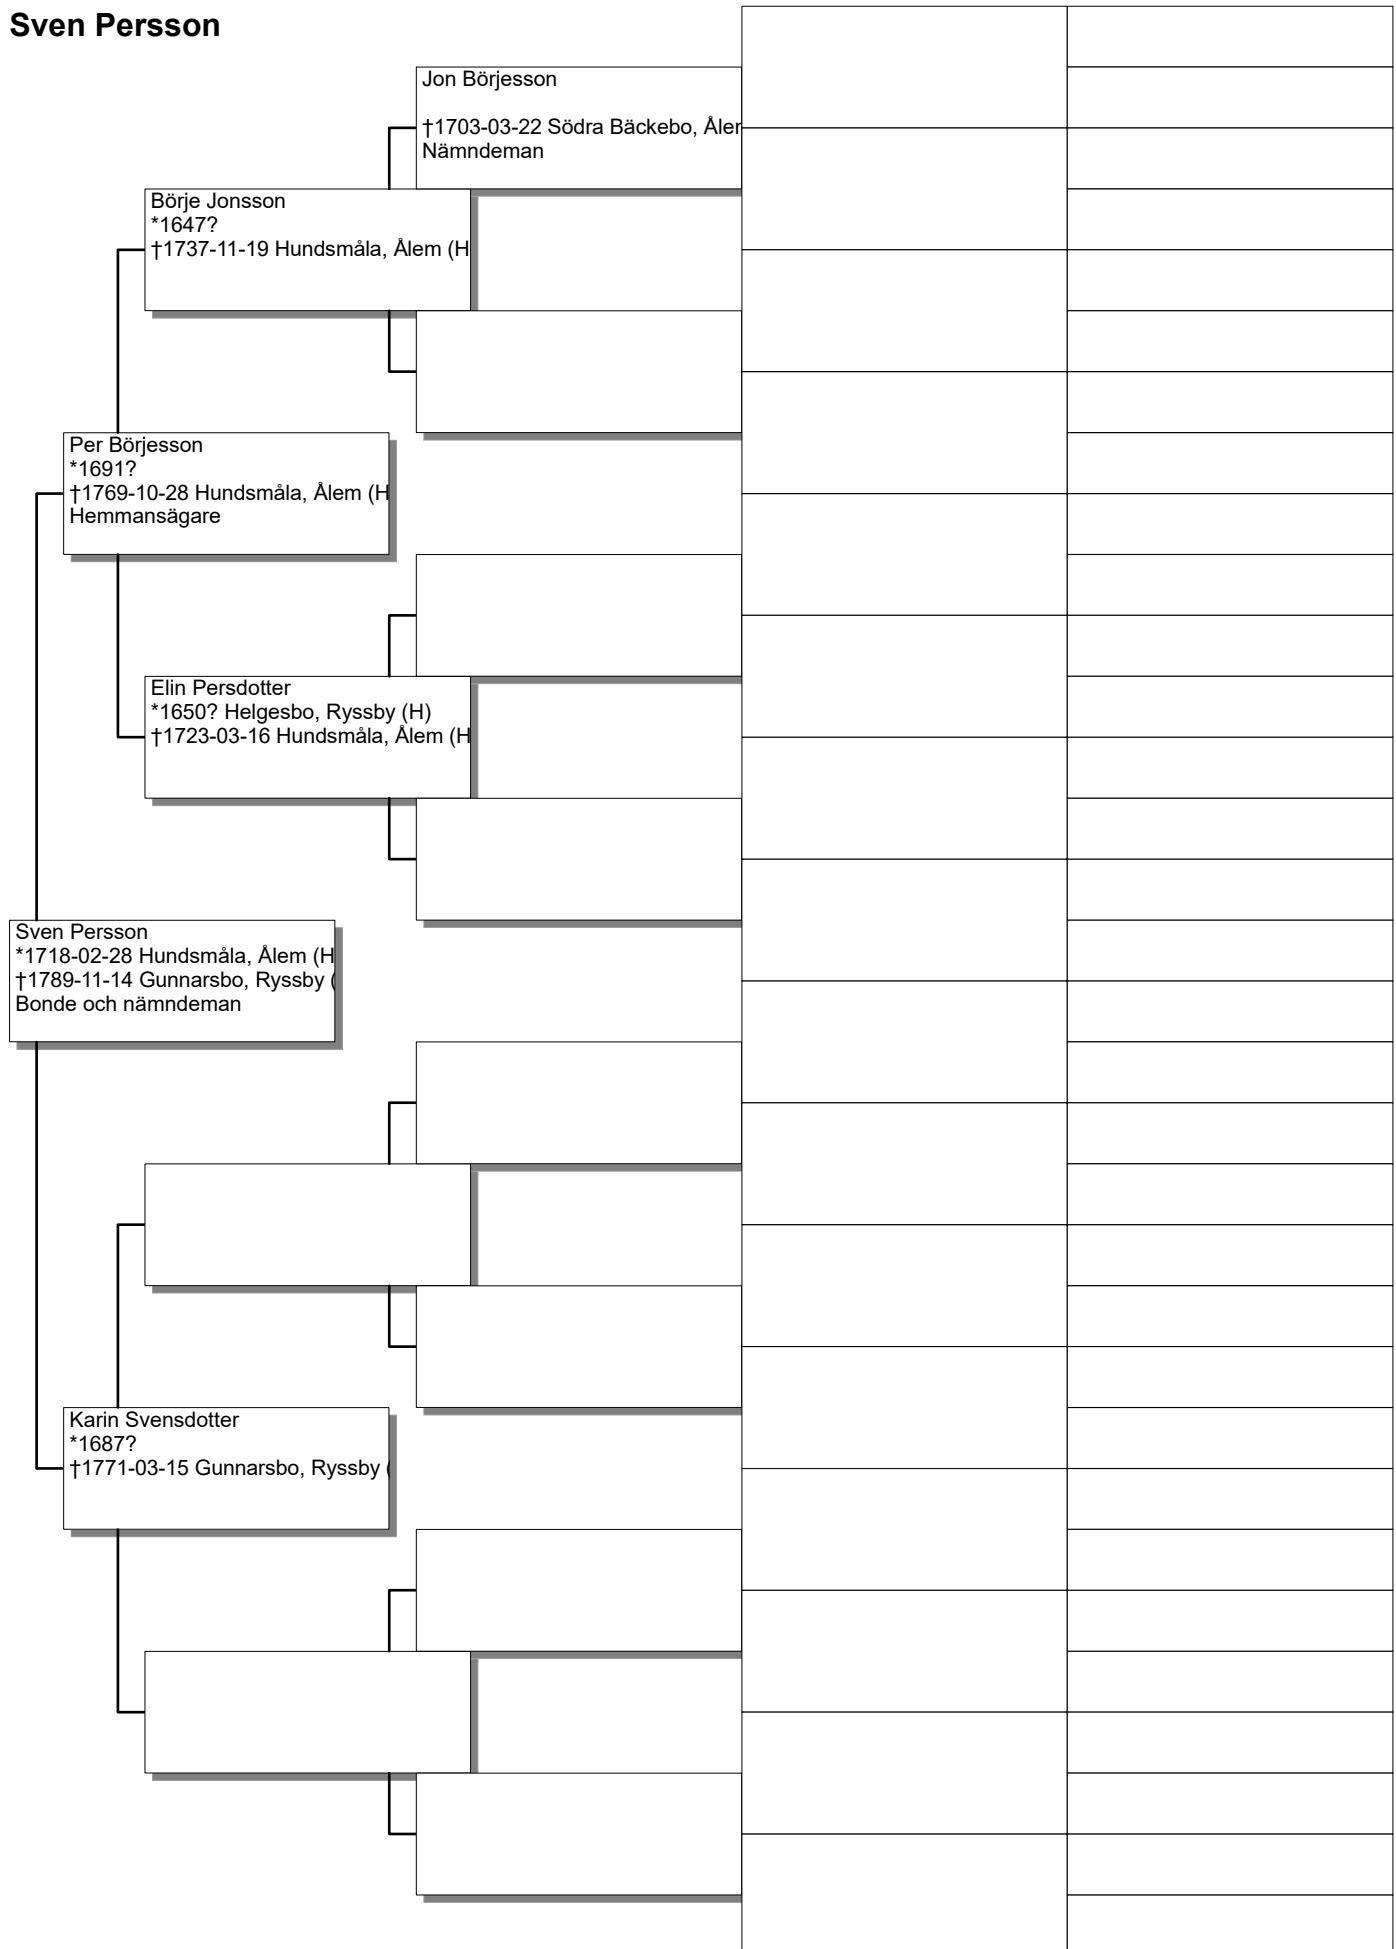 Sven Persson
Jon Börjesson
†1703-03-22 Södra Bäckebo,
Nämndeman
Börje Jonsson
*1647?
†1737-11-19 Hundsmåla, Ålem (H
Per Börjesson
*1691?
†1769-10-28 Hundsmåla, Ålem (H
Hemmansägare
Elin Persdotter
*1650? Helgesbo, Ryssby (H)
†1723-03-16 Hundsmåla, Ålem (H
Sven Persson
*1718-02-28 Hundsmåla, Ålem (H
†1789-11-14 Gunnarsbo, Ryssby (
Bonde och nämndeman
Karin Svensdotter
*1687?
†1771-03-15 Gunnarsbo, Ryssby (